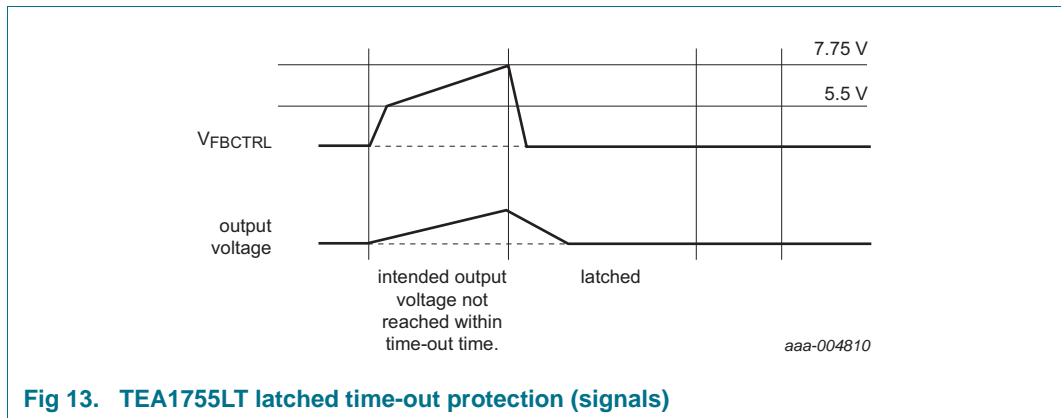 7.75 V
5.5 V
VFBCTRL
output
voltage
intended output
voltage not
reached within
time-out time.
latched
aaa-004810
Fig 13. TEA1755LT latched time-out protection (signals)